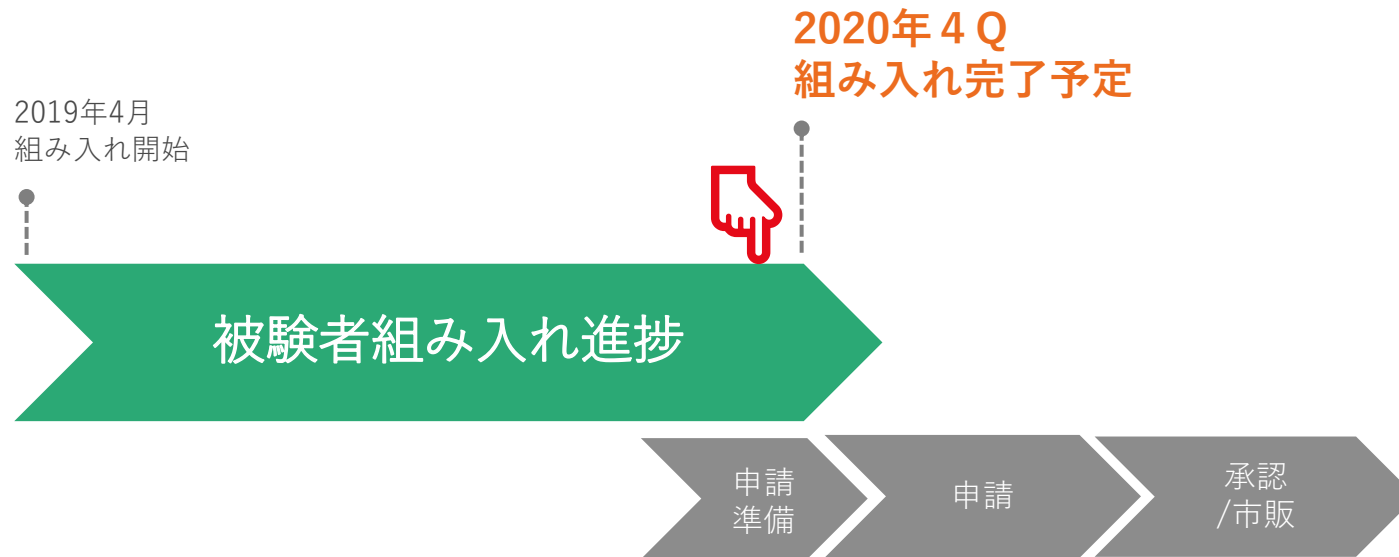 2020年４Q
組み入れ完了予定
2019年4月
組み入れ開始
被験者組み入れ進捗
申請
準備
申請
承認
/市販